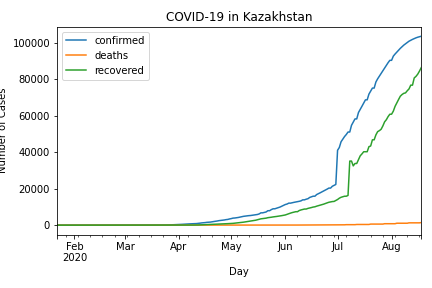 COVID-19 in Kazakhstan
confirmed
deaths
recovered
100000
80000
60000
40000
20000
0
Number of Cases
Feb Mar Apr May Jun Jul Aug
2020
Day